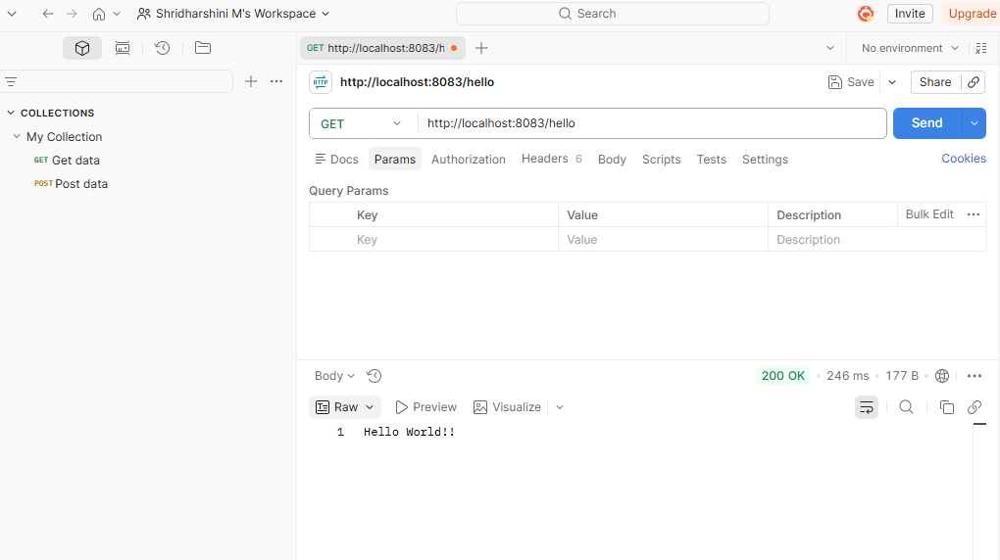 Shridharshini M's Workspace
Search
Invite
Upgrade
GET http://localhost:8083/h
No environment
HTTP http://localhost:8083/hello
Save
Share
COLLECTIONS
My Collection
GET Get data
POST Post data
GET http://localhost:8083/hello
Send
Docs Params Authorization Headers 6 Body Scripts Tests Settings Cookies
Query Params
Key Value Description Bulk Edit
Key Value Description
Body 200 OK 246 ms 177 B
Raw Preview Visualize
1 Hello World!!